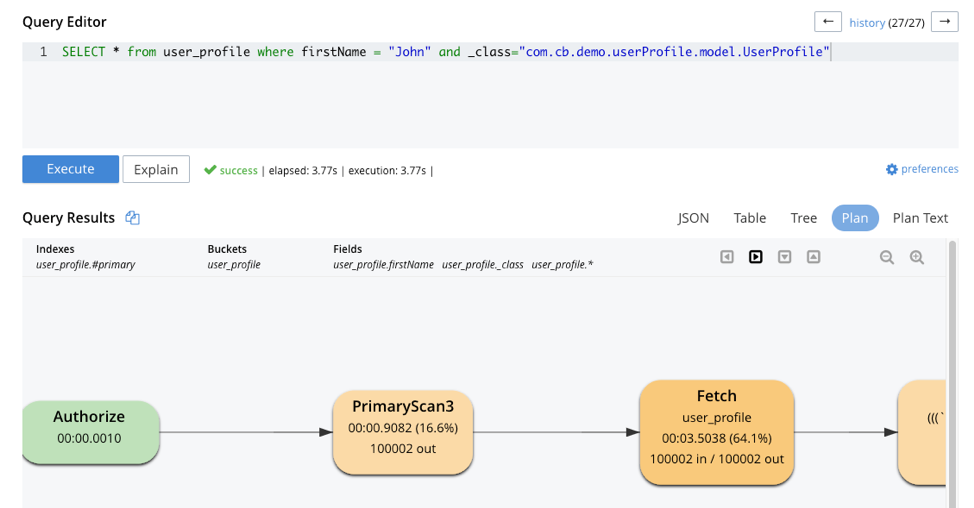 Query Editor
← history (27/27) →
1 SELECT * from user_profile where firstName = "John" and _class="com.cb.demo.userProfile.model.UserProfile"
Execute Explain success | elapsed: 3.77s | execution: 3.77s | preferences
Query Results JSON Table Tree Plan Plan Text
Indexes Buckets Fields
user_profile.#primary user_profile user_profile.firstName user_profile._class user_profile.*
Authorize
00:00.0010
PrimaryScan3
00:00.9082 (16.6%)
100002 out
Fetch
user_profile
00:03.5038 (64.1%)
100002 in / 100002 out
(((`